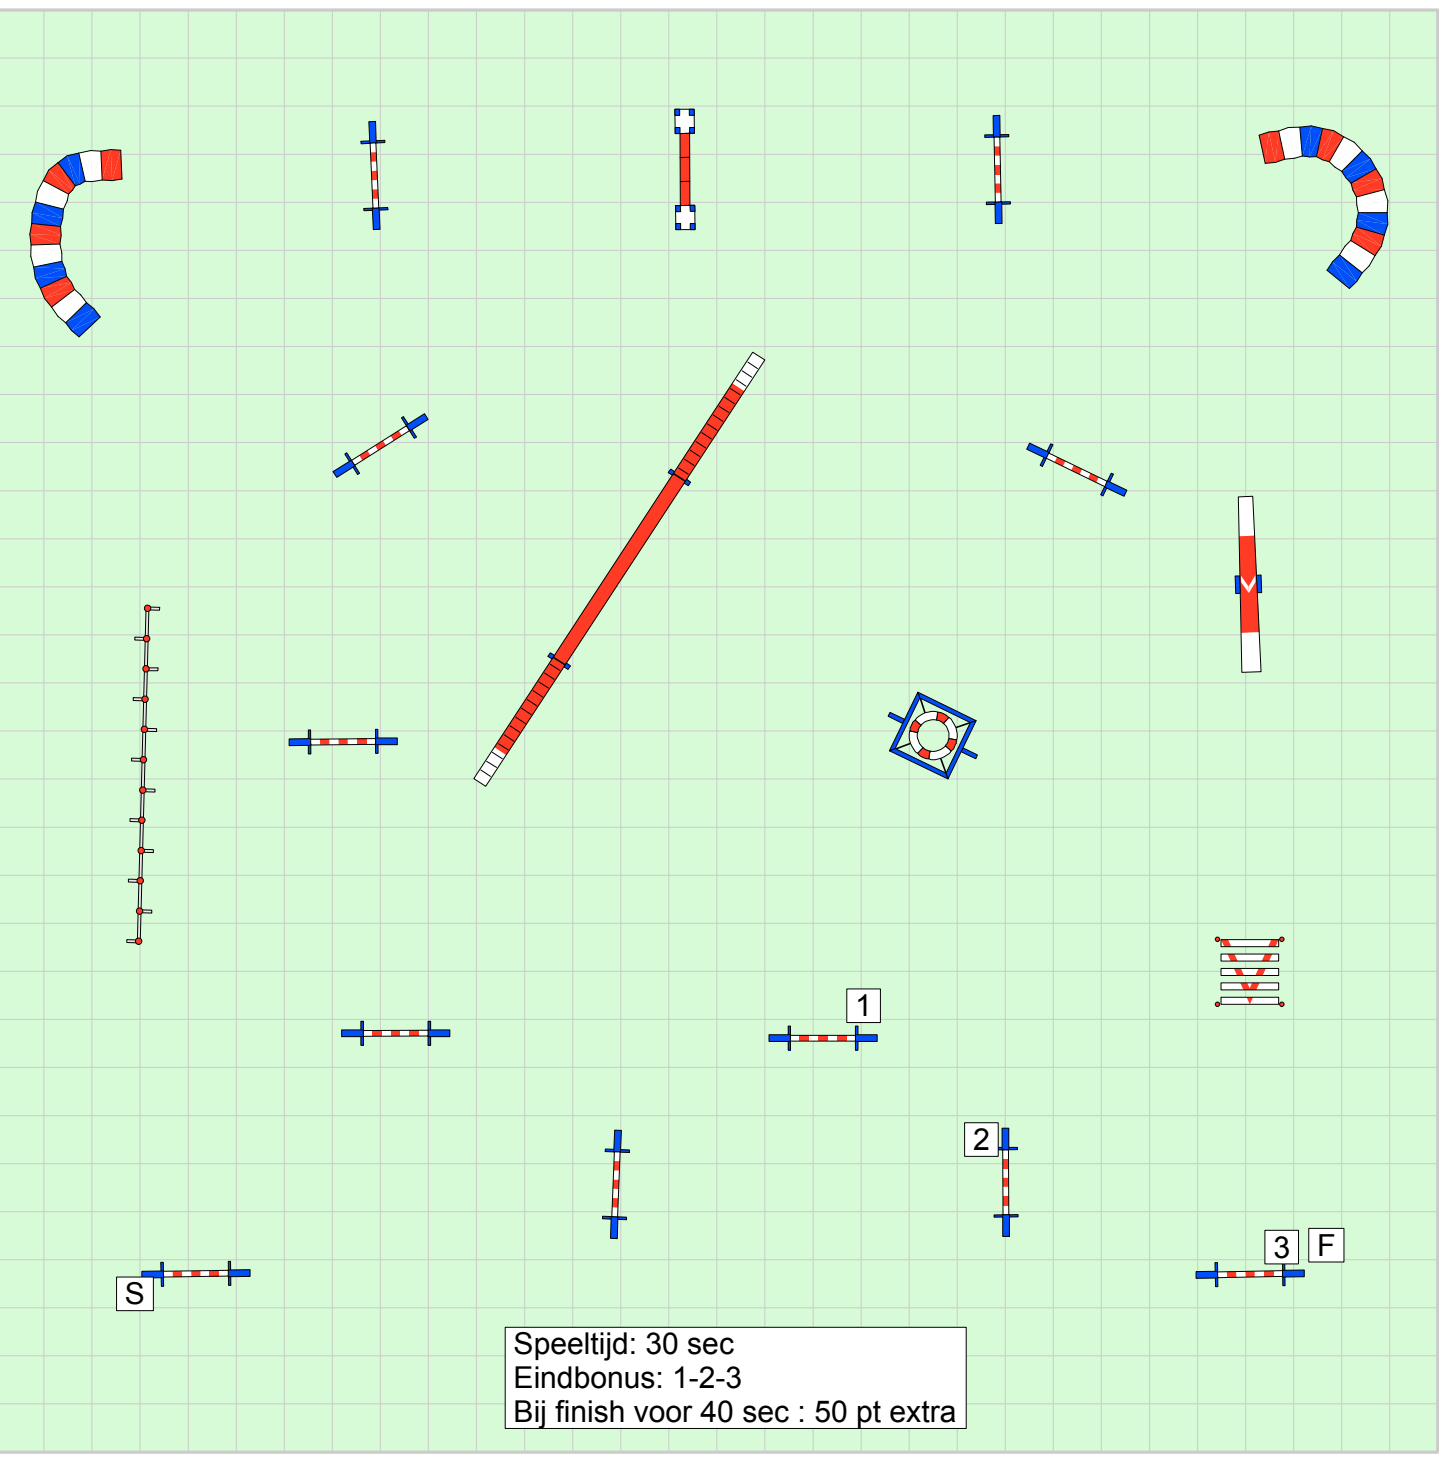 1
2
3 F
S
Speeltijd: 30 sec
Eindbonus: 1-2-3
Bij finish voor 40 sec : 50 pt extra